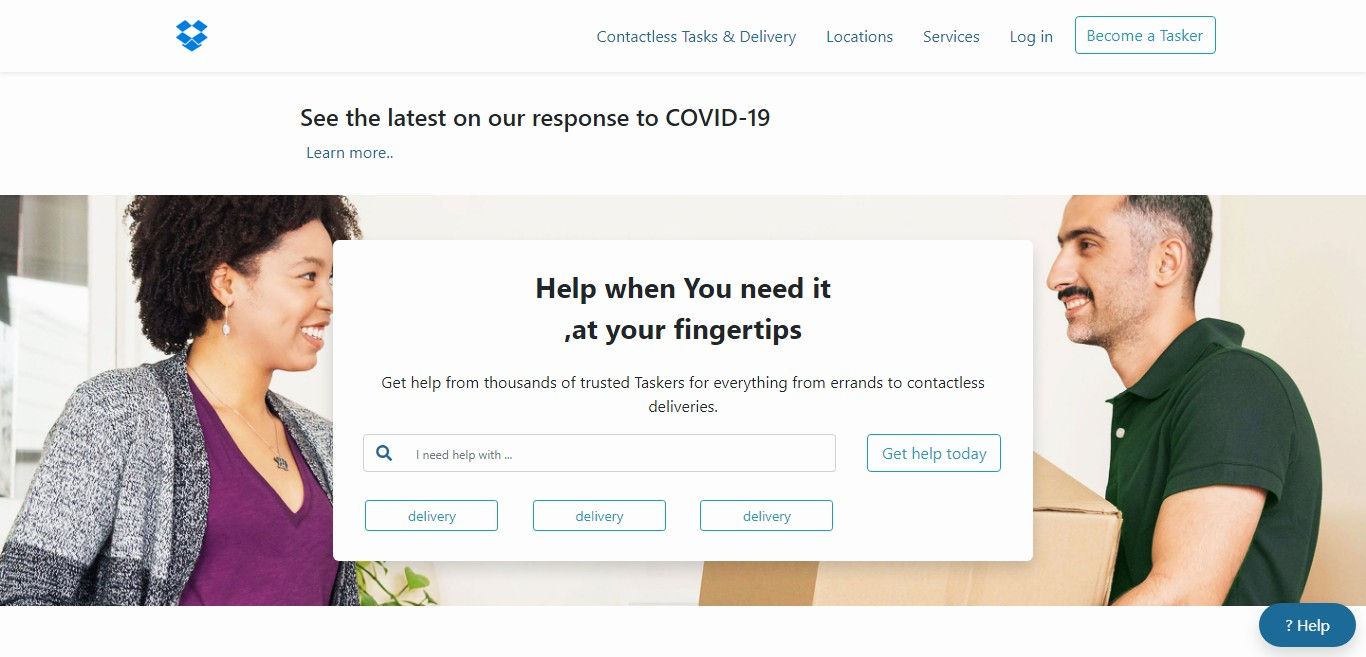 Contactless Tasks & Delivery Locations Services Log in Become a Tasker
See the latest on our response to COVID-19
Learn more..
Help when You need it
,at your fingertips
Get help from thousands of trusted Taskers for everything from errands to contactless
deliveries.
I need help with ... Get help today
delivery delivery delivery
? Help